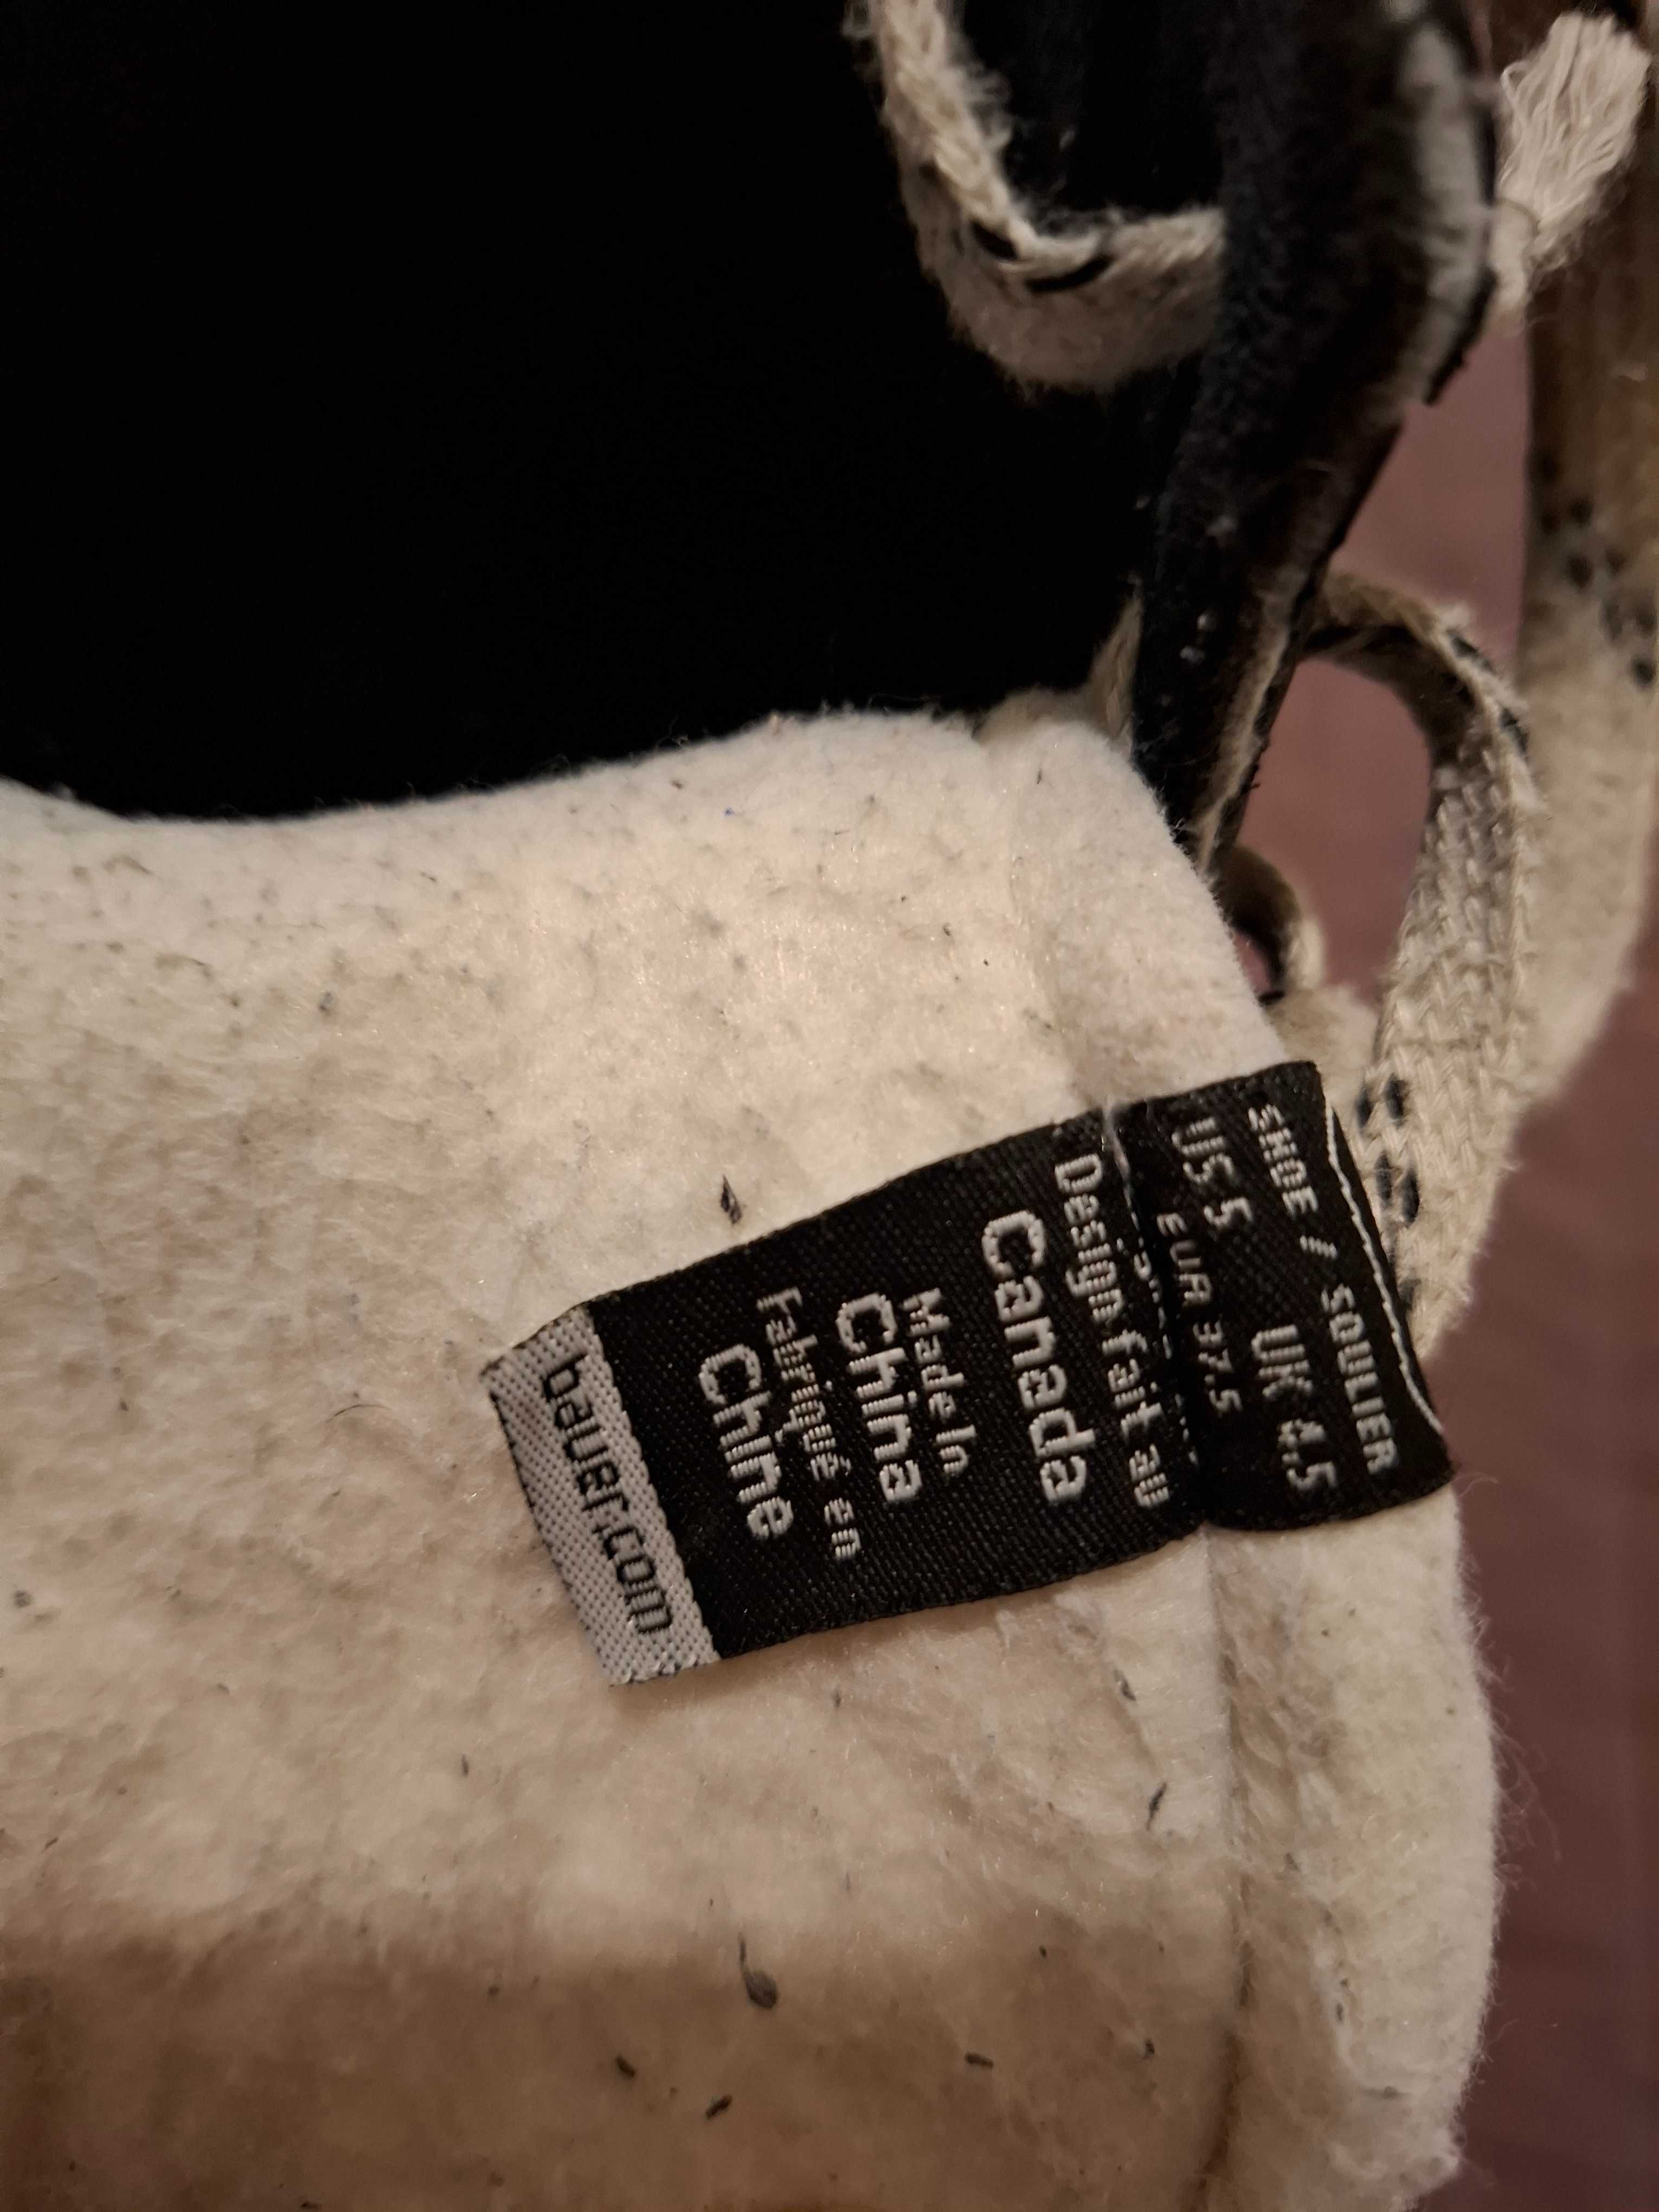 SHOE / SOULIER
US 5 UK 4.5
EUR 37.5
Design fait au
Canada
Made in
China
Fabriqué en
Chine
bauer.com